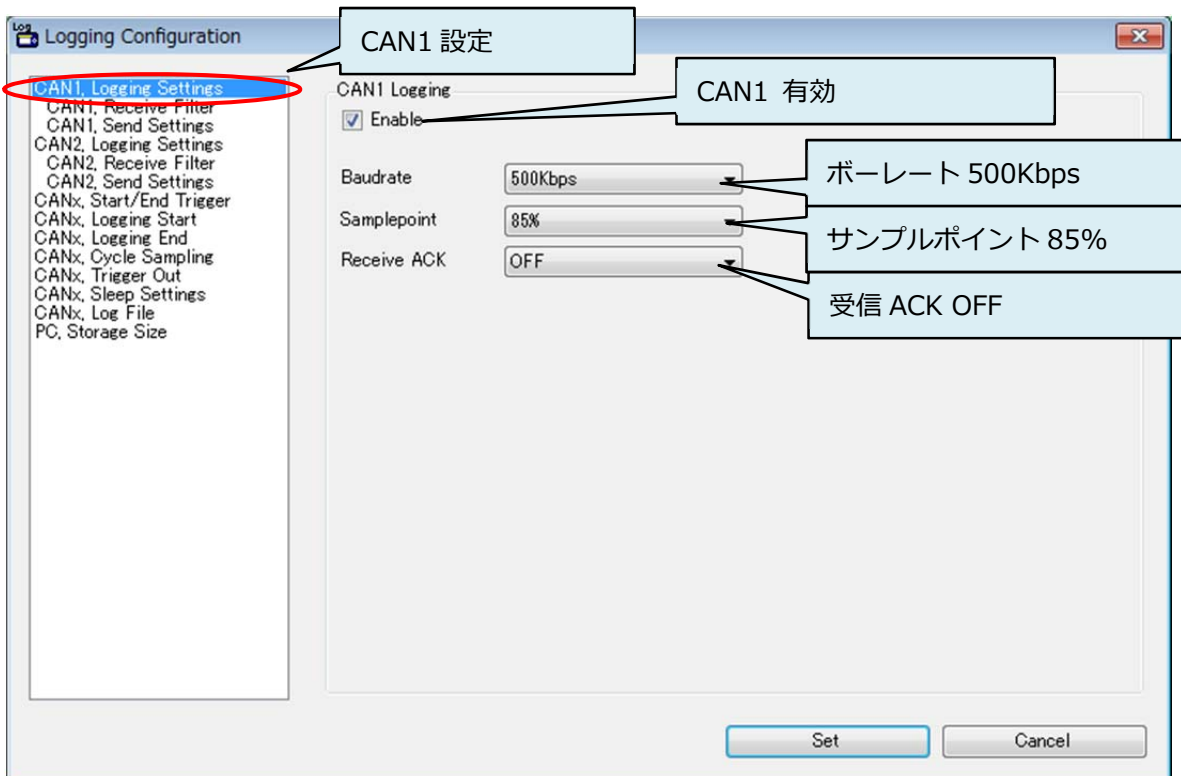 Log
Logging Configuration
CAN1 設定
CAN1, Logging Settings
CAN1, Receive Filter
CAN1, Send Settings
CAN2, Logging Settings
CAN2, Receive Filter
CAN2, Send Settings
CANx, Start/End Trigger
CANx, Logging Start
CANx, Logging End
CANx, Cycle Sampling
CANx, Trigger Out
CANx, Sleep Settings
CANx, Log File
PC, Storage Size
CAN1 Logging
CAN1 有効
Enable
Baudrate
500Kbps
ボーレート 500Kbps
Samplepoint
85%
サンプルポイント 85%
Receive ACK
OFF
受信 ACK OFF
Set
Cancel